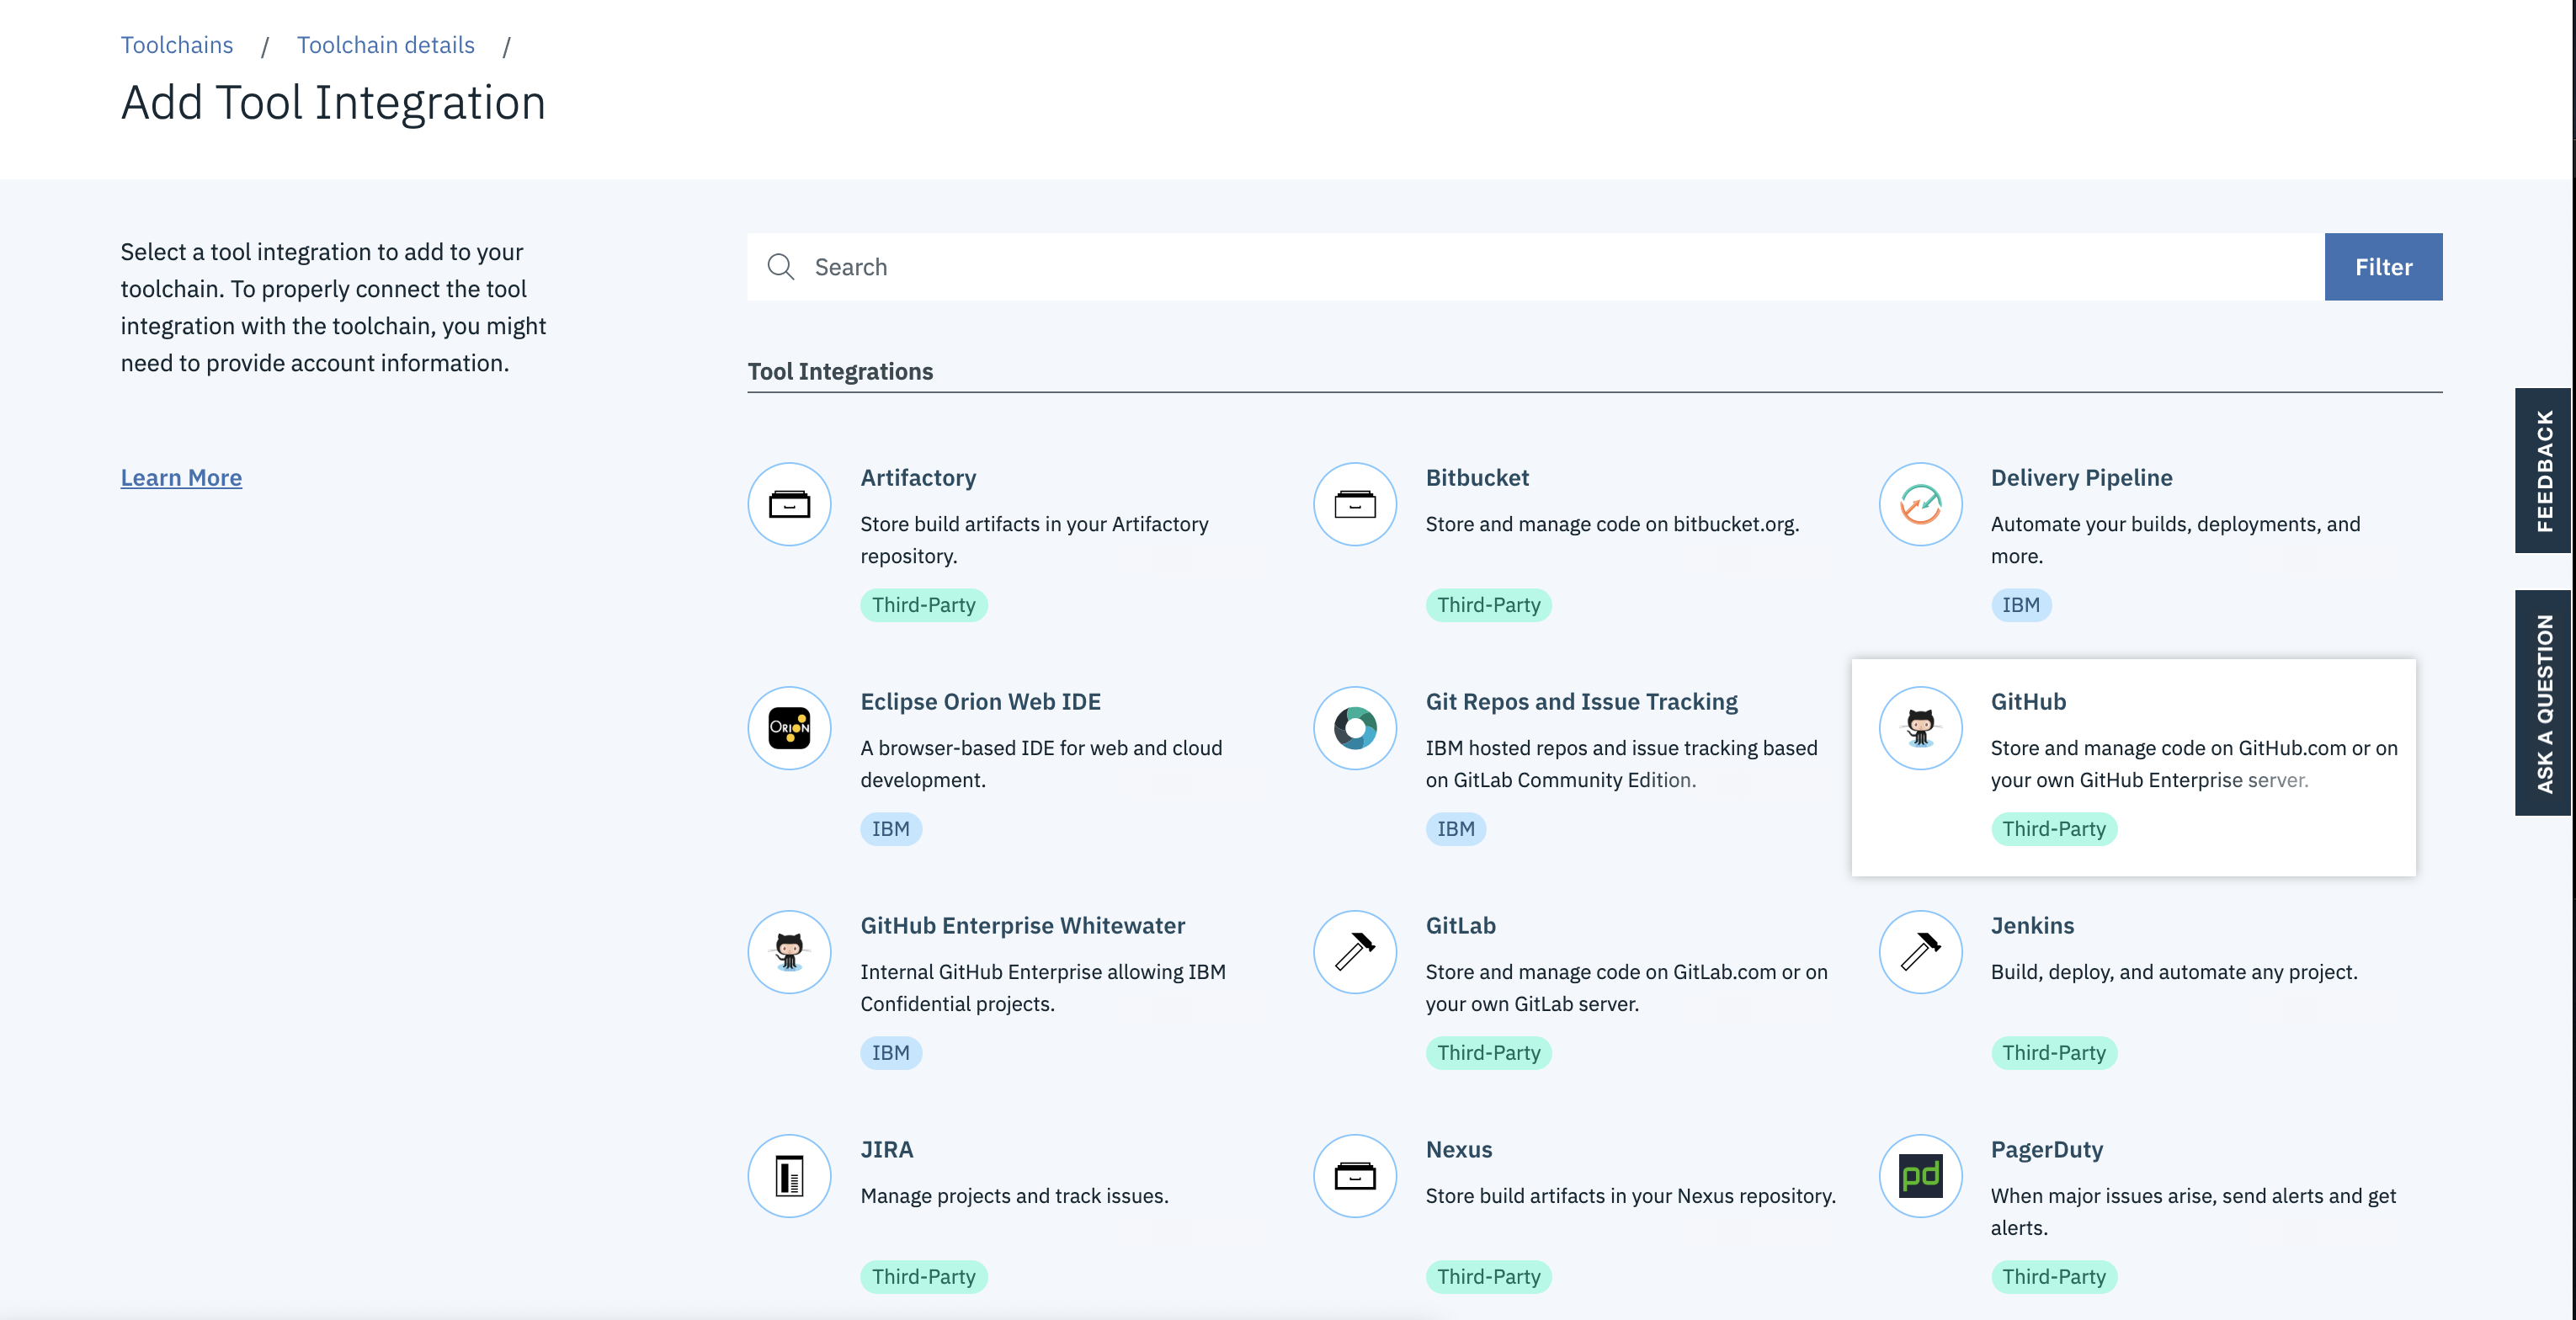 Toolchains / Toolchain details /
Add Tool Integration
Select a tool integration to add to your
toolchain. To properly connect the tool
integration with the toolchain, you might
need to provide account information.
Learn More
Search
Filter
Tool Integrations
Artifactory
Store build artifacts in your Artifactory
repository.
Third-Party
Bitbucket
Store and manage code on bitbucket.org.
Third-Party
Delivery Pipeline
Automate your builds, deployments, and
more.
IBM
ORION
Eclipse Orion Web IDE
A browser-based IDE for web and cloud
development.
IBM
Git Repos and Issue Tracking
IBM hosted repos and issue tracking based
on GitLab Community Edition.
IBM
GitHub
Store and manage code on GitHub.com or on
your own GitHub Enterprise server.
Third-Party
GitHub Enterprise Whitewater
Internal GitHub Enterprise allowing IBM
Confidential projects.
IBM
GitLab
Store and manage code on GitLab.com or on
your own GitLab server.
Third-Party
Jenkins
Build, deploy, and automate any project.
Third-Party
JIRA
Manage projects and track issues.
Third-Party
Nexus
Store build artifacts in your Nexus repository.
Third-Party
pd
PagerDuty
When major issues arise, send alerts and get
alerts.
Third-Party
FEEDBACK
ASK A QUESTION